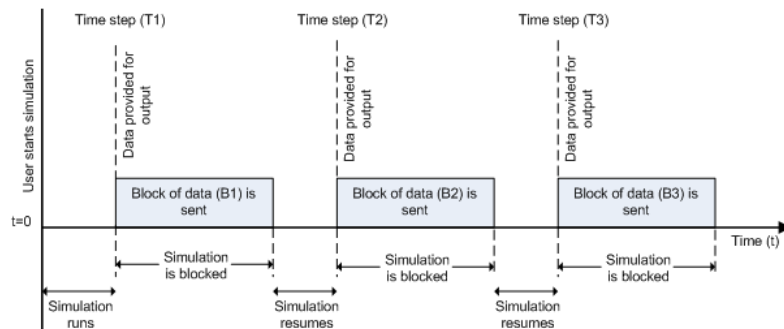 Time step (T1)
Time step (T2)
Time step (T3)
User starts simulation
Data provided for
output
Data provided for
output
Data provided for
output
Block of data (B1) is
sent
Block of data (B2) is
sent
Block of data (B3) is
sent
t=0
Time (t)
Simulation
is blocked
Simulation
is blocked
Simulation
is blocked
Simulation
runs
Simulation
resumes
Simulation
resumes